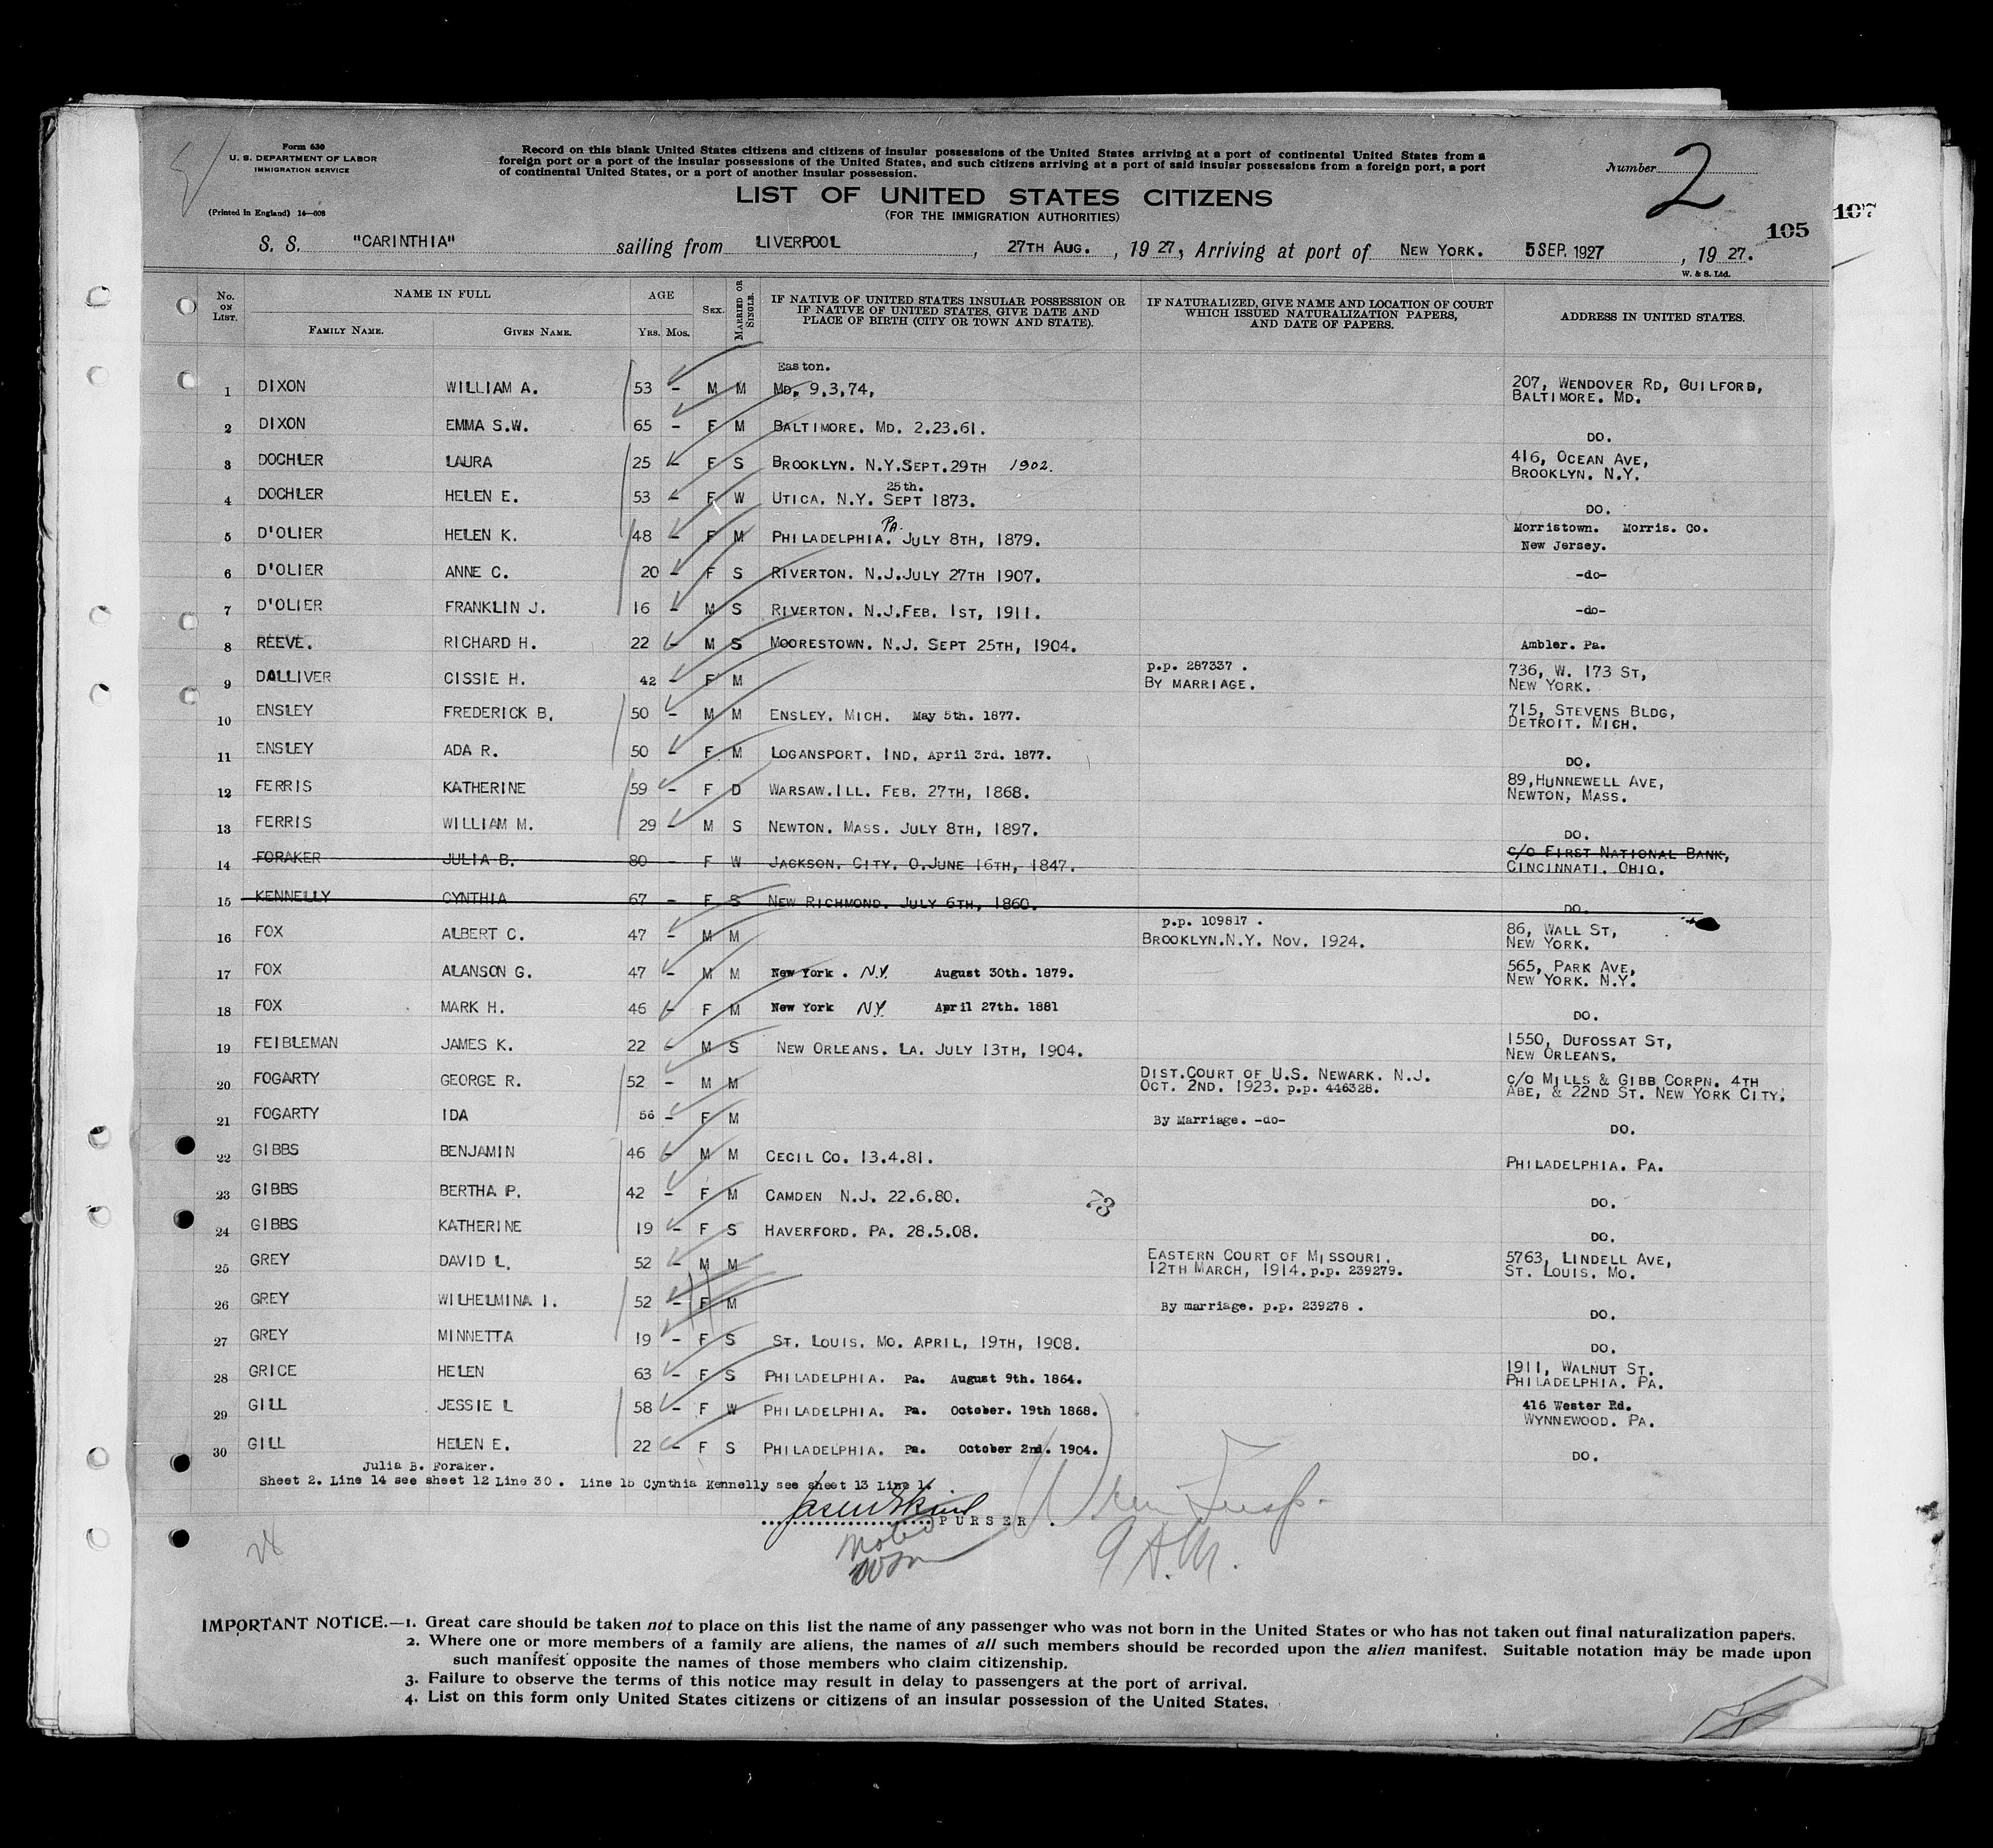 Form 630
U. S. DEPARTMENT OF LABOR
IMMIGRATION SERVICE
(Printed in England) 14—608
Record on this blank United States citizens and citizens of insular possessions of the United States arriving at a port of continental United States from a
foreign port or a port of the insular possessions of the United States, and such citizens arriving at a port of said insular possessions from a foreign port, a port
of continental United States, or a port of another insular possession.
Number 2
LIST OF UNITED STATES CITIZENS
(FOR THE IMMIGRATION AUTHORITIES)
105
107
S. S. "CARINTHIA" sailing from LIVERPOOL, 27TH AUG., 1927, Arriving at port of NEW YORK. 5 SEP. 1927, 1927.
W. & S. Ltd.
No. ON LIST. NAME IN FULL AGE SEX. MARRIED OR SINGLE. IF NATIVE OF UNITED STATES INSULAR POSSESSION OR IF NATIVE OF UNITED STATES, GIVE DATE AND PLACE OF BIRTH (CITY OR TOWN AND STATE). IF NATURALIZED, GIVE NAME AND LOCATION OF COURT WHICH ISSUED NATURALIZATION PAPERS, AND DATE OF PAPERS. ADDRESS IN UNITED STATES.
FAMILY NAME. GIVEN NAME. YRS. MOS.
1 DIXON WILLIAM A. 53 - M M Easton. MD. 9,3,74, 207, WENDOVER RD, GUILFORD, BALTIMORE. MD.
2 DIXON EMMA S.W. 65 - F M BALTIMORE. MD. 2.23.61. DO.
3 DOCHLER LAURA 25 - F S BROOKLYN. N.Y. SEPT. 29TH 1902. 416, OCEAN AVE, BROOKLYN. N.Y.
4 DOCHLER HELEN E. 53 - F W UTICA. N.Y. SEPT 25th. 1873. DO.
5 D'OLIER HELEN K. 48 - F M PHILADELPHIA. PA. JULY 8TH, 1879. Morristown. Morris. Co. New Jersey.
6 D'OLIER ANNE C. 20 - F S RIVERTON. N.J. JULY 27TH 1907. -do-
7 D'OLIER FRANKLIN J. 16 - M S RIVERTON. N.J. FEB. 1ST, 1911. -do-
8 REEVE. RICHARD H. 22 - M S MOORESTOWN. N.J. SEPT 25TH, 1904. Ambler. Pa.
9 DALLIVER CISSIE H. 42 - F M p.p. 287337 . BY MARRIAGE. 736, W. 173 ST, NEW YORK.
10 ENSLEY FREDERICK B. 50 - M M ENSLEY. MICH. May 5th. 1877. 715, STEVENS BLDG, DETROIT. MICH.
11 ENSLEY ADA R. 50 - F M LOGANSPORT. IND. April 3rd. 1877. DO.
12 FERRIS KATHERINE 59 - F D WARSAW. ILL. FEB. 27TH, 1868. 89, HUNNEWELL AVE, NEWTON, MASS.
13 FERRIS WILLIAM M. 29 - M S NEWTON. MASS. JULY 8TH, 1897. DO.
14 FORAKER JULIA B. 80 - F W JACKSON. CITY. O. JUNE 16TH, 1847. C/O FIRST NATIONAL BANK, CINCINNATI. OHIO.
15 KENNELLY CYNTHIA 67 - F S NEW RICHMOND. JULY 6TH, 1860. DO.
16 FOX ALBERT C. 47 - M M p.p. 109817 . BROOKLYN. N.Y. NOV. 1924. 86, WALL ST, NEW YORK.
17 FOX ALANSON G. 47 - M M New York . N.Y. August 30th. 1879. 565, PARK AVE, NEW YORK. N.Y.
18 FOX MARK H. 46 - F M New York NY April 27th. 1881 DO.
19 FEIBLEMAN JAMES K. 22 - M S NEW ORLEANS. LA. JULY 13TH, 1904. 1550, DUFOSSAT ST, NEW ORLEANS.
20 FOGARTY GEORGE R. 52 - M M DIST. COURT OF U.S. NEWARK. N.J. OCT. 2ND. 1923. p.p. 446328. C/O MILLS & GIBB CORPN. 4TH ABE, & 22ND ST. NEW YORK CITY.
21 FOGARTY IDA 56 - F M By Marriage. -do- DO.
22 GIBBS BENJAMIN 46 - M M CECIL CO. 13.4.81. PHILADELPHIA. PA.
23 GIBBS BERTHA P. 42 - F M CAMDEN N.J. 22.6.80. DO.
24 GIBBS KATHERINE 19 - F S HAVERFORD. PA. 28.5.08. DO.
25 GREY DAVID L. 52 - M M EASTERN COURT OF MISSOURI. 12TH MARCH, 1914. p.p. 239279. 5763, LINDELL AVE, ST. LOUIS. MO.
26 GREY WILHELMINA I. 52 - F M By marriage. p.p. 239278 . DO.
27 GREY MINNETTA 19 - F S ST. LOUIS. MO. APRIL, 19TH, 1908. DO.
28 GRICE HELEN 63 - F S PHILADELPHIA. Pa. August 9th. 1864. 1911, WALNUT ST. PHILADELPHIA. PA.
29 GILL JESSIE L 58 - F W PHILADELPHIA. Pa. October. 19th 1868. 416 Wester Rd. WYNNEWOOD. PA.
30 GILL HELEN E. 22 - F S PHILADELPHIA. Pa. October 2nd. 1904. DO.
Julia B. Foraker.
Sheet 2. Line 14 see sheet 12 Line 30 . Line 15 Cynthia Kennelly see sheet 13 Line 1.
PURSER .
IMPORTANT NOTICE.—1. Great care should be taken not to place on this list the name of any passenger who was not born in the United States or who has not taken out final naturalization papers.
2. Where one or more members of a family are aliens, the names of all such members should be recorded upon the alien manifest. Suitable notation may be made upon
such manifest opposite the names of those members who claim citizenship.
3. Failure to observe the terms of this notice may result in delay to passengers at the port of arrival.
4. List on this form only United States citizens or citizens of an insular possession of the United States.